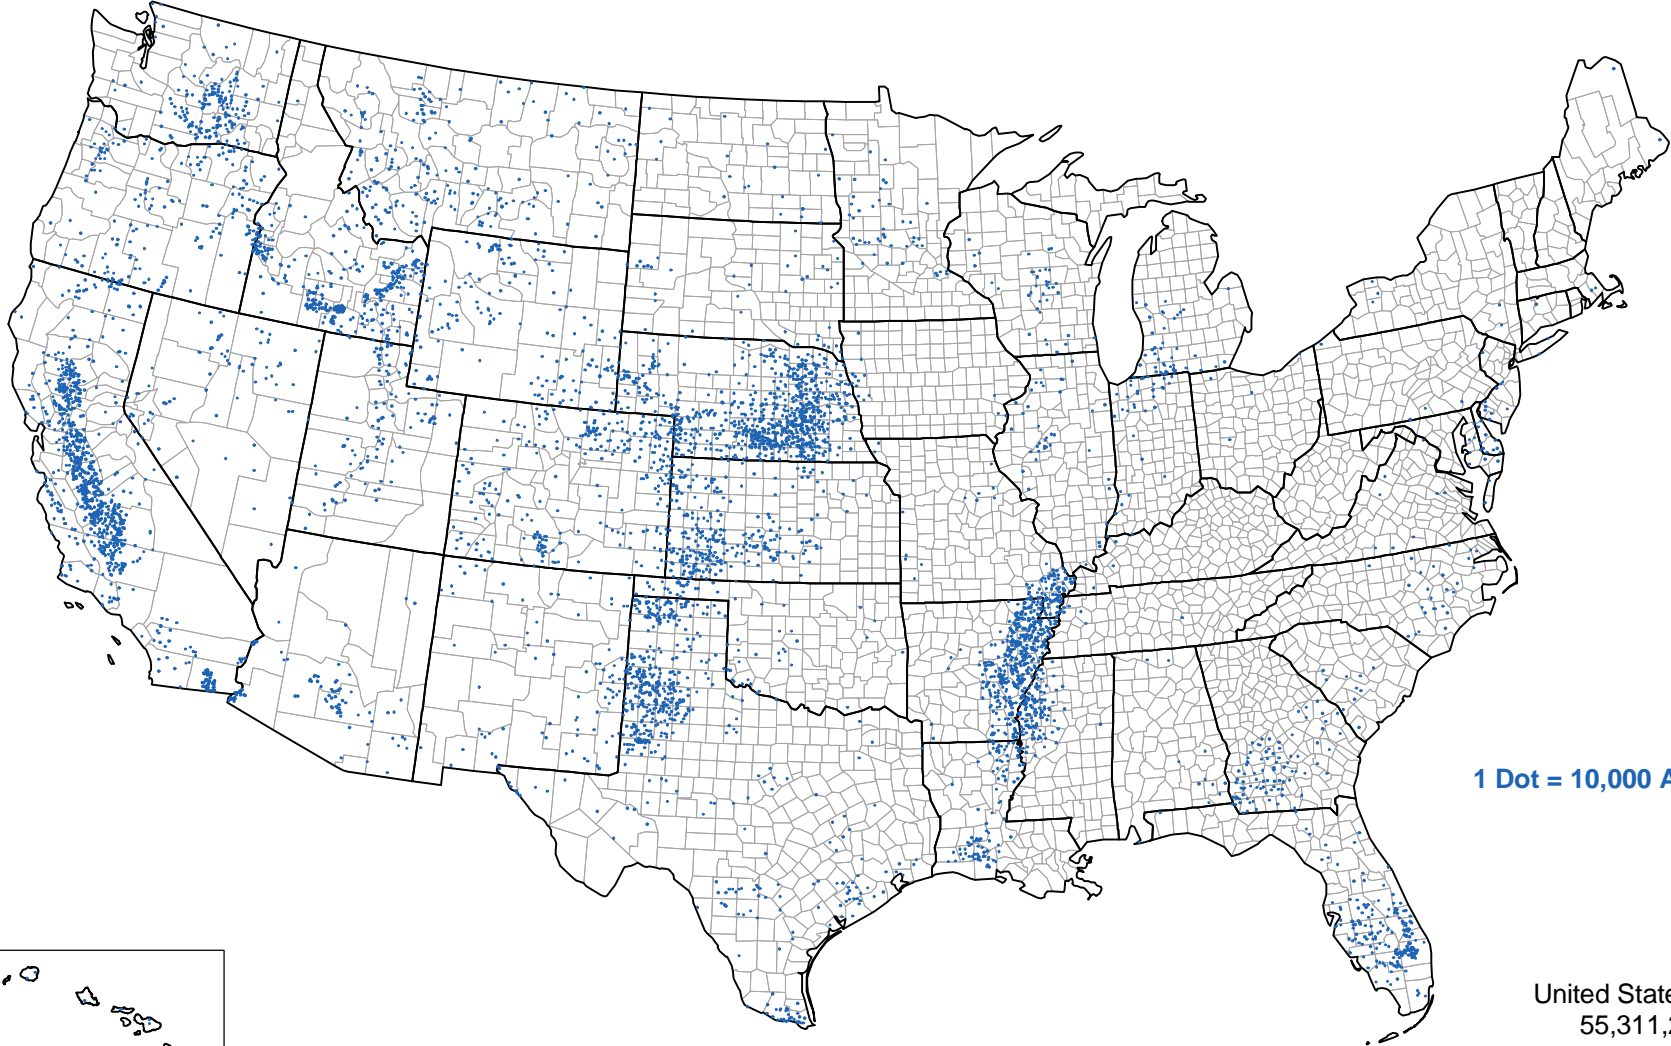 1 Dot = 10,000 A
United State
55,311,